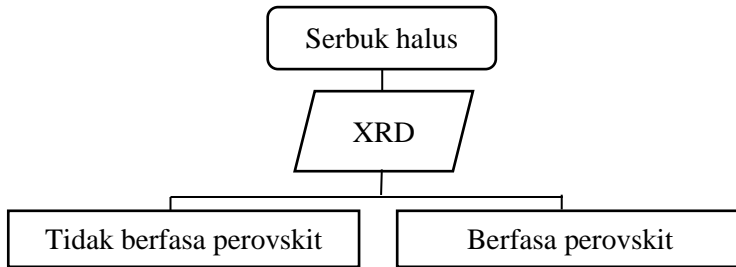 Serbuk halus
XRD
Tidak berfasa perovskit
Berfasa perovskit